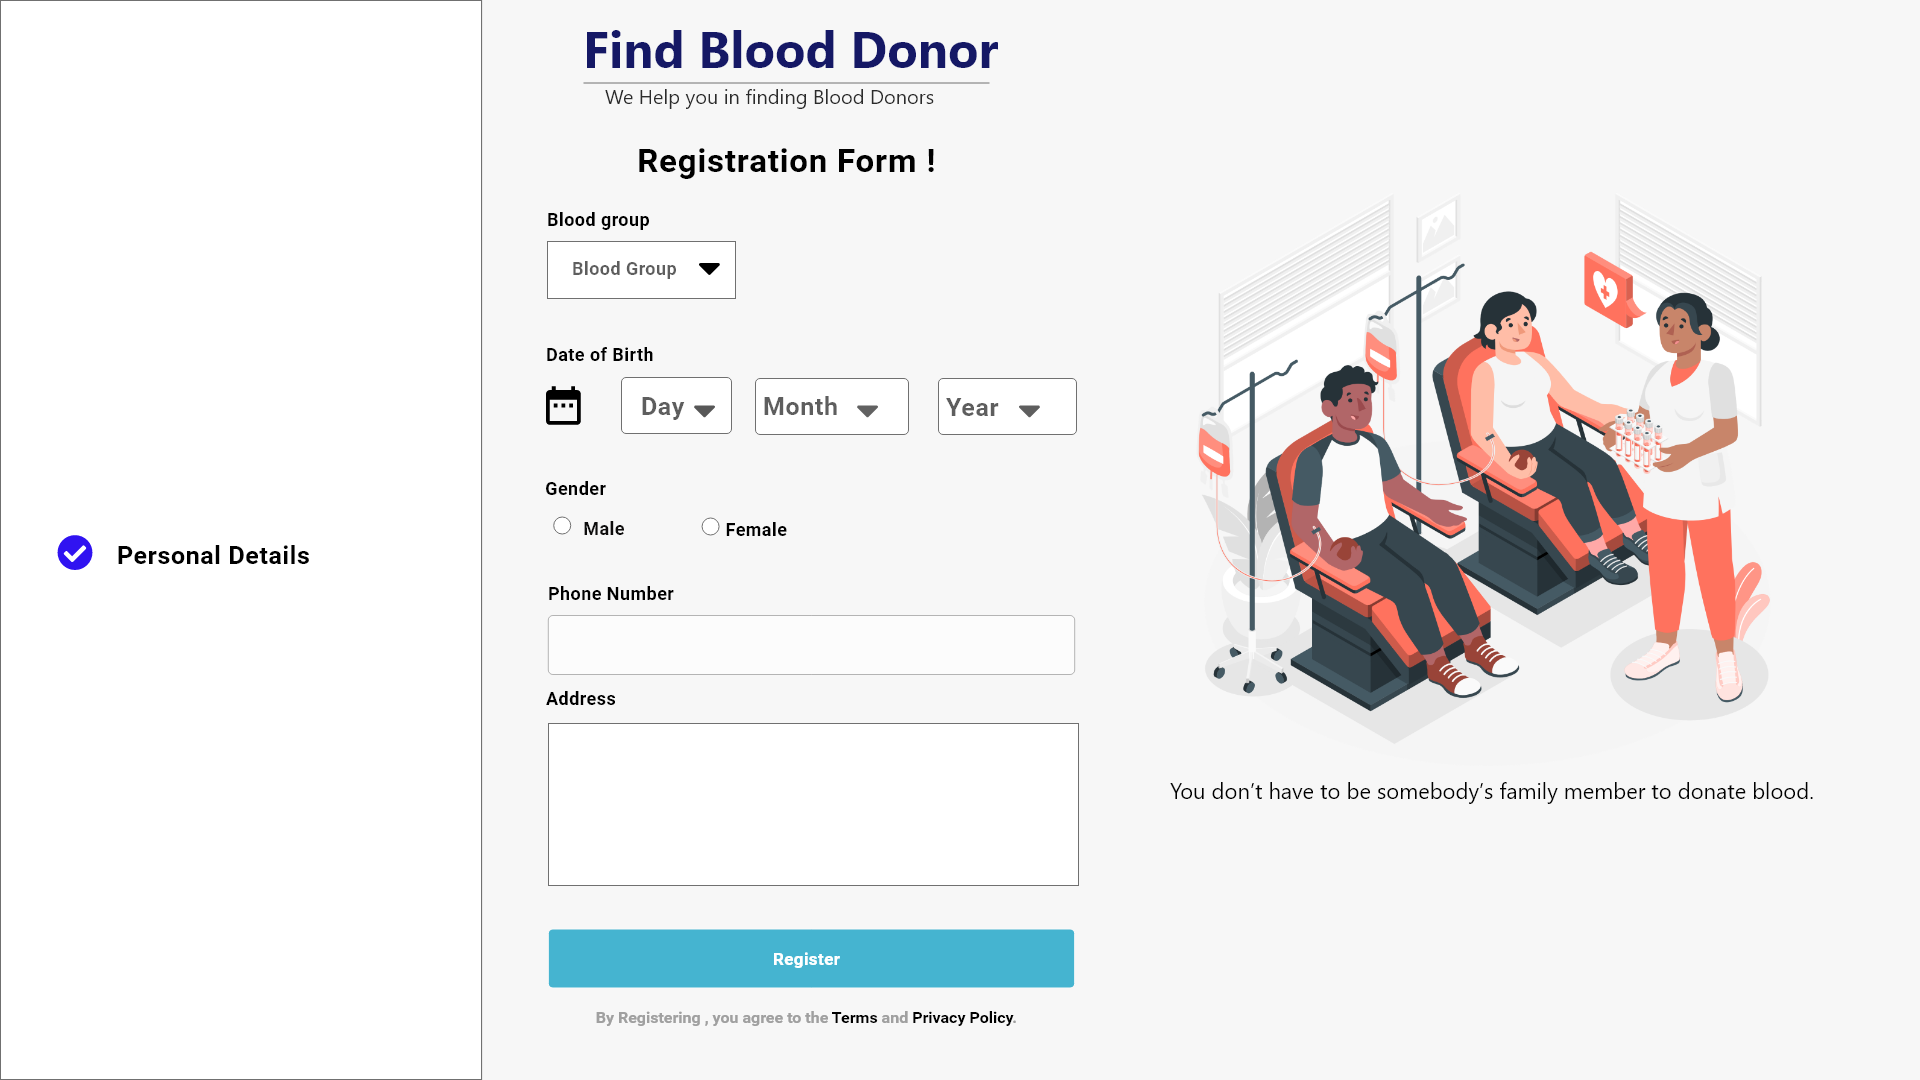 Find Blood Donor
We Help you in finding Blood Donors
Registration Form !
Blood group
Blood Group
Date of Birth
Day Month Year
Gender
Male Female
Personal Details
Phone Number
Address
You don’t have to be somebody’s family member to donate blood.
Register
By Registering , you agree to the Terms and Privacy Policy.